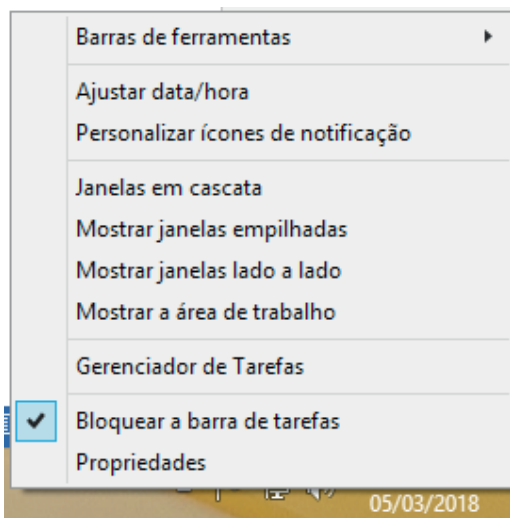 Barras de ferramentas
Ajustar data/hora
Personalizar ícones de notificação
Janelas em cascata
Mostrar janelas empilhadas
Mostrar janelas lado a lado
Mostrar a área de trabalho
Gerenciador de Tarefas
Bloquear a barra de tarefas
Propriedades
05/03/2018